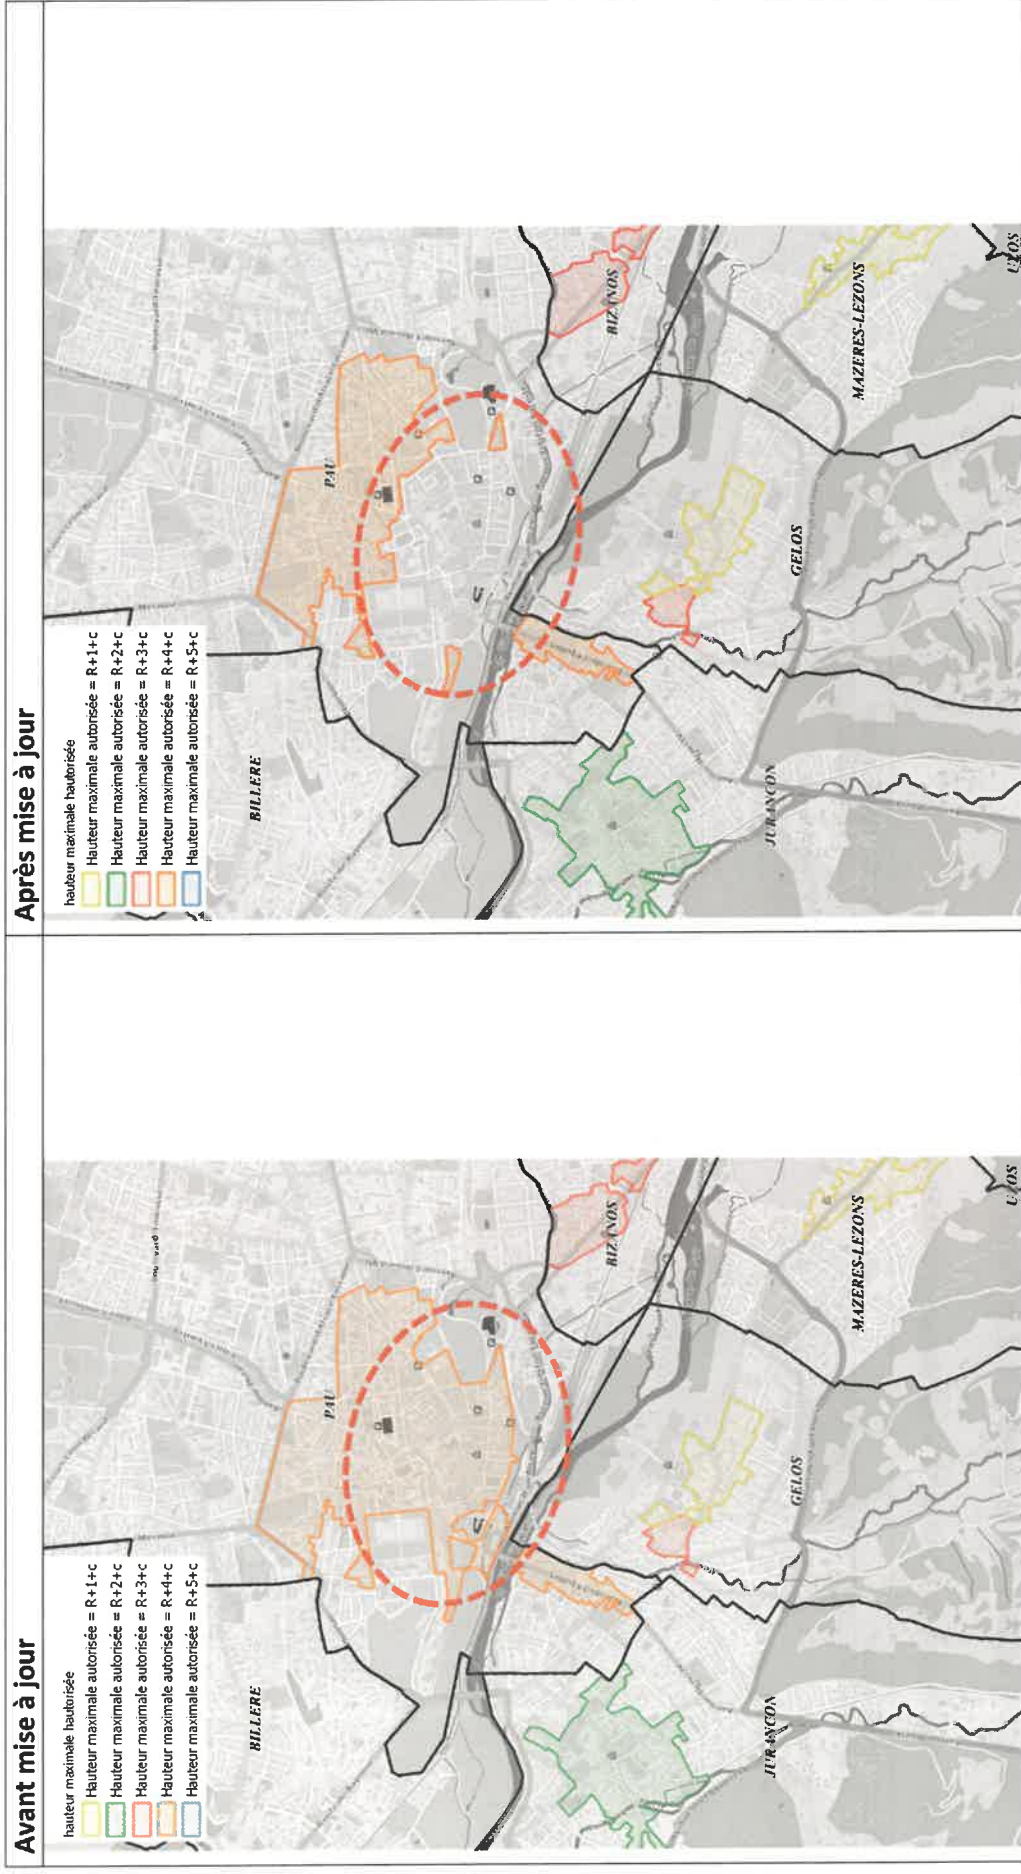 Avant mise à jour
hauteur maximale hautorisée
Hauteur maximale autorisée = R+1+c
Hauteur maximale autorisée = R+2+c
Hauteur maximale autorisée = R+3+c
Hauteur maximale autorisée = R+4+c
Hauteur maximale autorisée = R+5+c
BILLERE
PAU
BIZANOS
JURANCON
GELOS
MAZERES-LEZONS
UZOS
Après mise à jour
hauteur maximale hautorisée
Hauteur maximale autorisée = R+1+c
Hauteur maximale autorisée = R+2+c
Hauteur maximale autorisée = R+3+c
Hauteur maximale autorisée = R+4+c
Hauteur maximale autorisée = R+5+c
BILLERE
PAU
BIZANOS
JURANCON
GELOS
MAZERES-LEZONS
UZOS